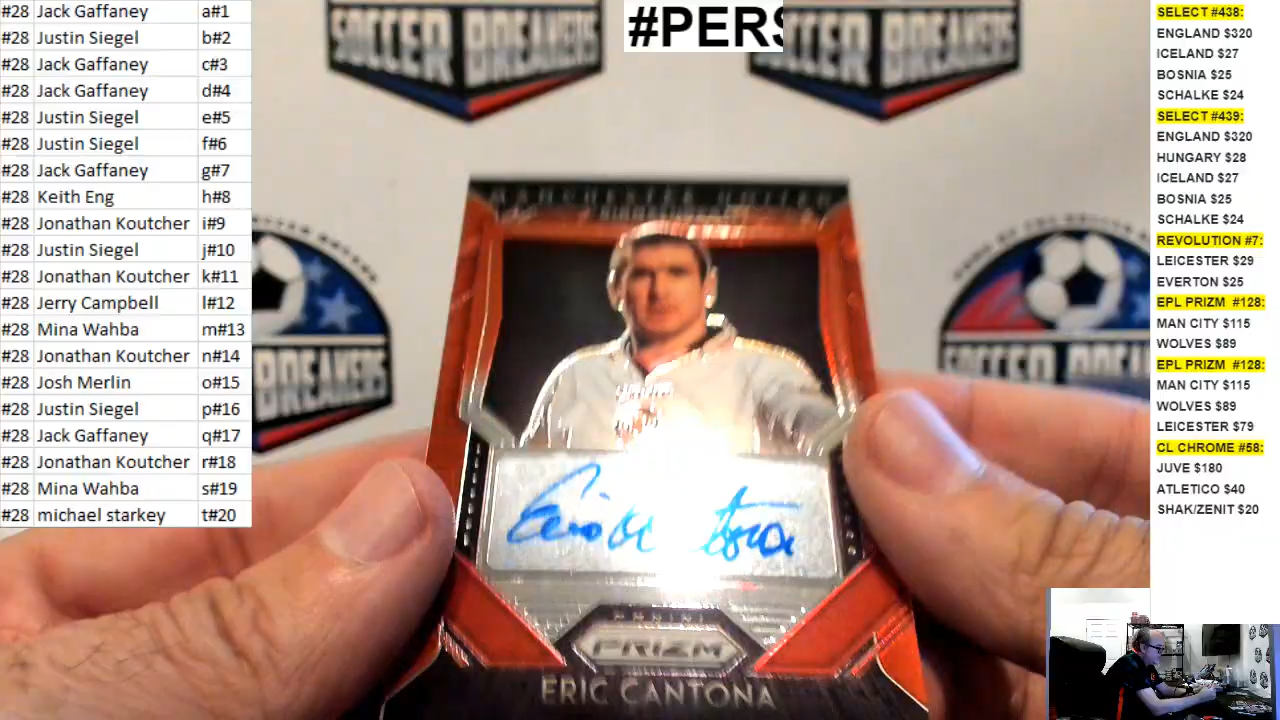 #28 Jack Gaffaney a#1
#28 Justin Siegel b#2
#28 Jack Gaffaney c#3
#28 Jack Gaffaney d#4
#28 Justin Siegel e#5
#28 Justin Siegel f#6
#28 Jack Gaffaney g#7
#28 Keith Eng h#8
#28 Jonathan Koutcher i#9
#28 Justin Siegel j#10
#28 Jonathan Koutcher k#11
#28 Jerry Campbell l#12
#28 Mina Wahba m#13
#28 Jonathan Koutcher n#14
#28 Josh Merlin o#15
#28 Justin Siegel p#16
#28 Jack Gaffaney q#17
#28 Jonathan Koutcher r#18
#28 Mina Wahba s#19
#28 michael starkey t#20
#PERS
SOCCER BREAKERS
SOCCER BREAKERS
BREAKERS
SOCCER BREAKERS
MANCHESTER UNITED
PANINI
PRIZM
ERIC CANTONA
SELECT #438:
ENGLAND $320
ICELAND $27
BOSNIA $25
SCHALKE $24
SELECT #439:
ENGLAND $320
HUNGARY $28
ICELAND $27
BOSNIA $25
SCHALKE $24
REVOLUTION #7:
LEICESTER $29
EVERTON $25
EPL PRIZM #128:
MAN CITY $115
WOLVES $89
EPL PRIZM #128:
MAN CITY $115
WOLVES $89
LEICESTER $79
CL CHROME #58:
JUVE $180
ATLETICO $40
SHAK/ZENIT $20